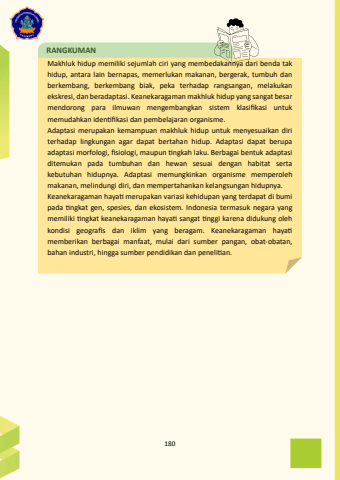 RANGKUMAN
Makhluk hidup memiliki sejumlah ciri yang membedakannya dari benda tak
hidup, antara lain bernapas, memerlukan makanan, bergerak, tumbuh dan
berkembang, berkembang biak, peka terhadap rangsangan, melakukan
ekskresi, dan beradaptasi. Keanekaragaman makhluk hidup yang sangat besar
mendorong para ilmuwan mengembangkan sistem klasifikasi untuk
memudahkan identifikasi dan pembelajaran organisme.
Adaptasi merupakan kemampuan makhluk hidup untuk menyesuaikan diri
terhadap lingkungan agar dapat bertahan hidup. Adaptasi dapat berupa
adaptasi morfologi, fisiologi, maupun tingkah laku. Berbagai bentuk adaptasi
ditemukan pada tumbuhan dan hewan sesuai dengan habitat serta
kebutuhan hidupnya. Adaptasi memungkinkan organisme memperoleh
makanan, melindungi diri, dan mempertahankan kelangsungan hidupnya.
Keanekaragaman hayati merupakan variasi kehidupan yang terdapat di bumi
pada tingkat gen, spesies, dan ekosistem. Indonesia termasuk negara yang
memiliki tingkat keanekaragaman hayati sangat tinggi karena didukung oleh
kondisi geografis dan iklim yang beragam. Keanekaragaman hayati
memberikan berbagai manfaat, mulai dari sumber pangan, obat-obatan,
bahan industri, hingga sumber pendidikan dan penelitian.
180